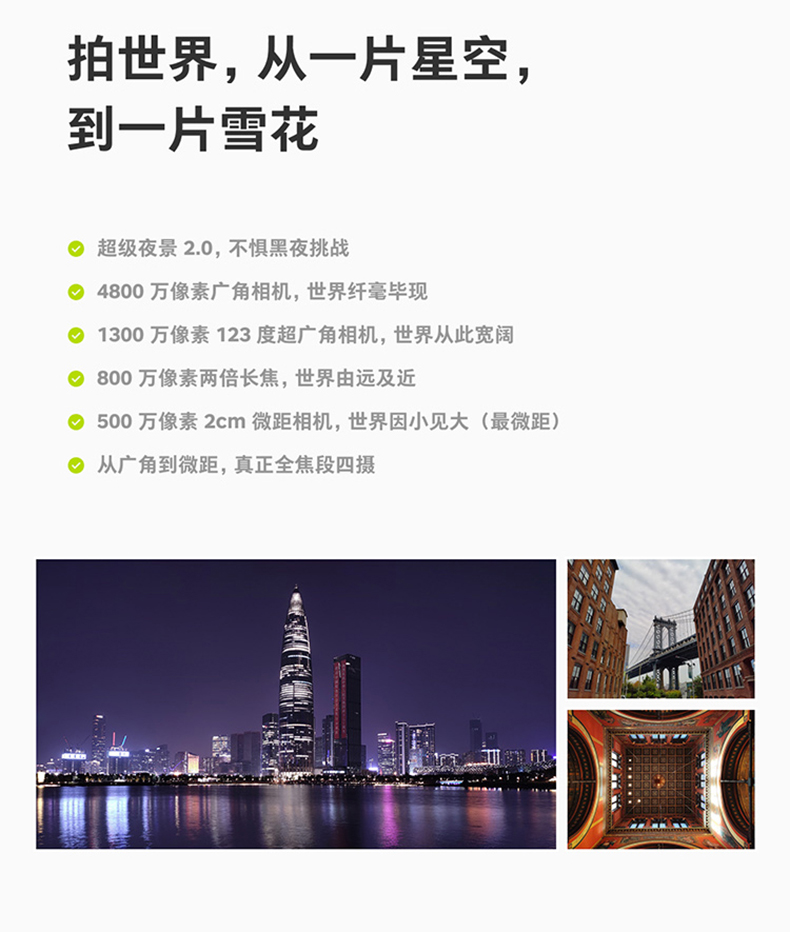 拍世界，从一片星空，
到一片雪花
超级夜景 2.0，不惧黑夜挑战
4800 万像素广角相机，世界纤毫毕现
1300 万像素 123 度超广角相机，世界从此宽阔
800 万像素两倍长焦，世界由远及近
500 万像素 2cm 微距相机，世界因小见大（最微距）
从广角到微距，真正全焦段四摄